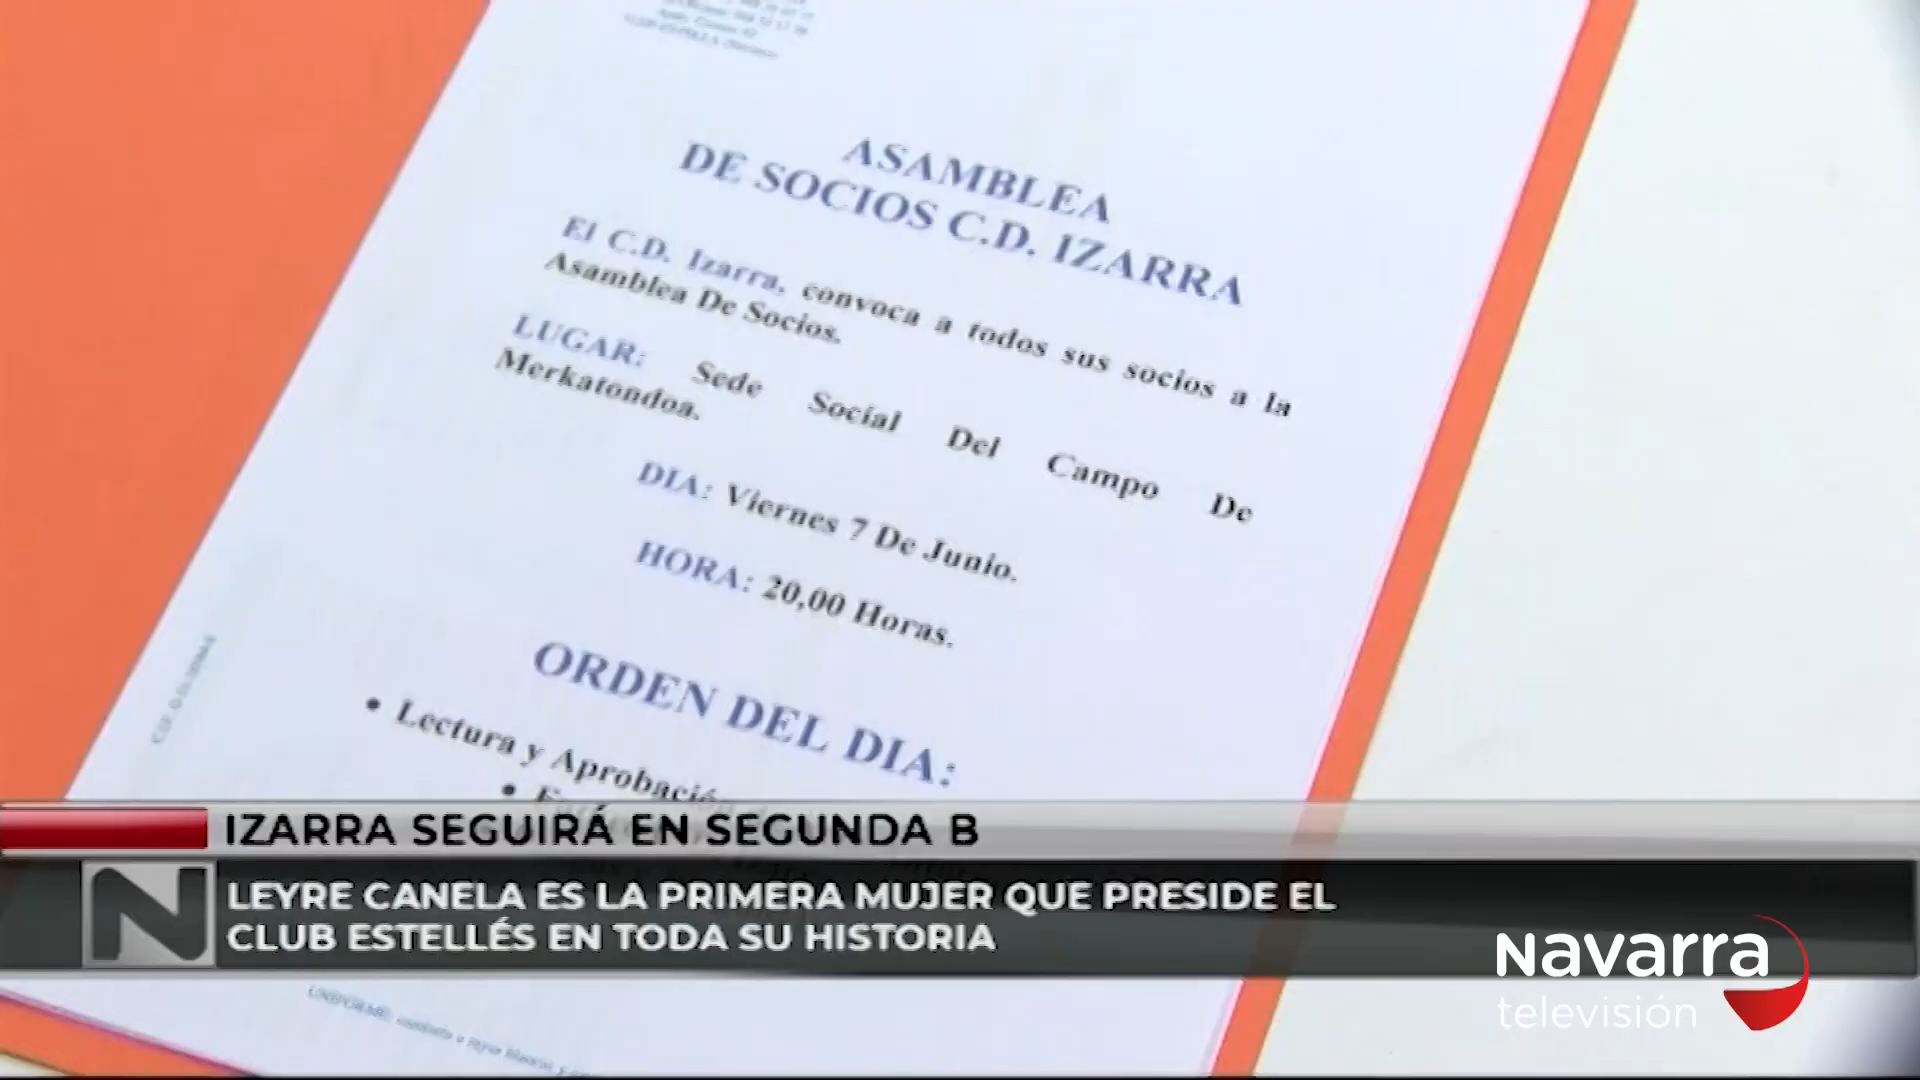 ASAMBLEA
DE SOCIOS C.D. IZARRA
El C.D. Izarra, convoca a todos sus socios a la
Asamblea De Socios.
LUGAR: Sede Social Del Campo De
Merkatondoa.
DIA: Viernes 7 De Junio.
HORA: 20,00 Horas.
ORDEN DEL DIA:
• Lectura y Aprobación
IZARRA SEGUIRÁ EN SEGUNDA B
LEYRE CANELA ES LA PRIMERA MUJER QUE PRESIDE EL
CLUB ESTELLÉS EN TODA SU HISTORIA
Navarra
televisión